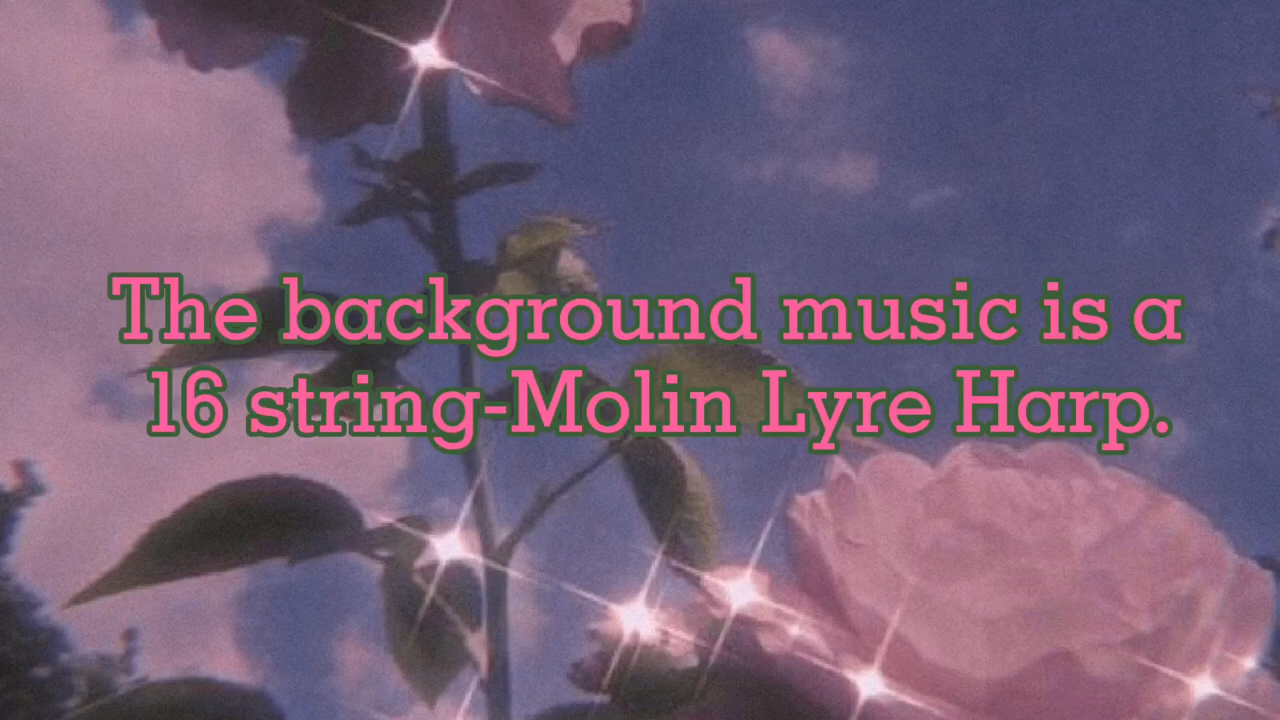 The background music is a
16 string-Molin Lyre Harp.